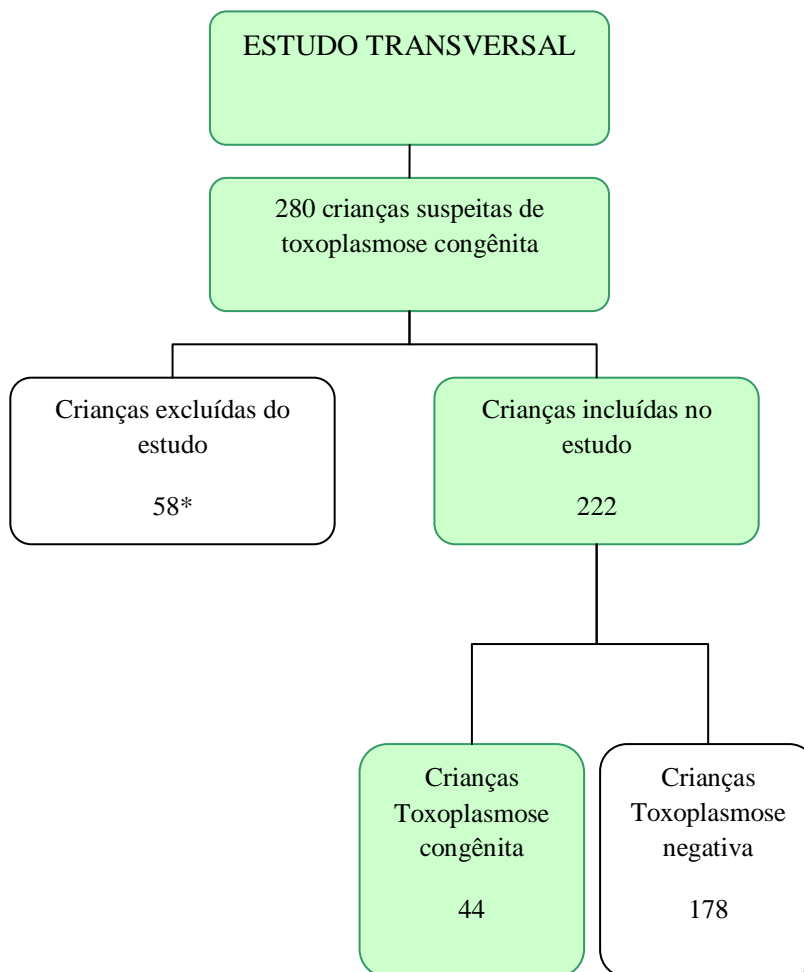 ESTUDO TRANSVERSAL
280 crianças suspeitas de
toxoplasmose congênita
Crianças excluídas do
estudo
58*
Crianças incluídas no
estudo
222
Crianças
Toxoplasmose
congênita
44
Crianças
Toxoplasmose
negativa
178